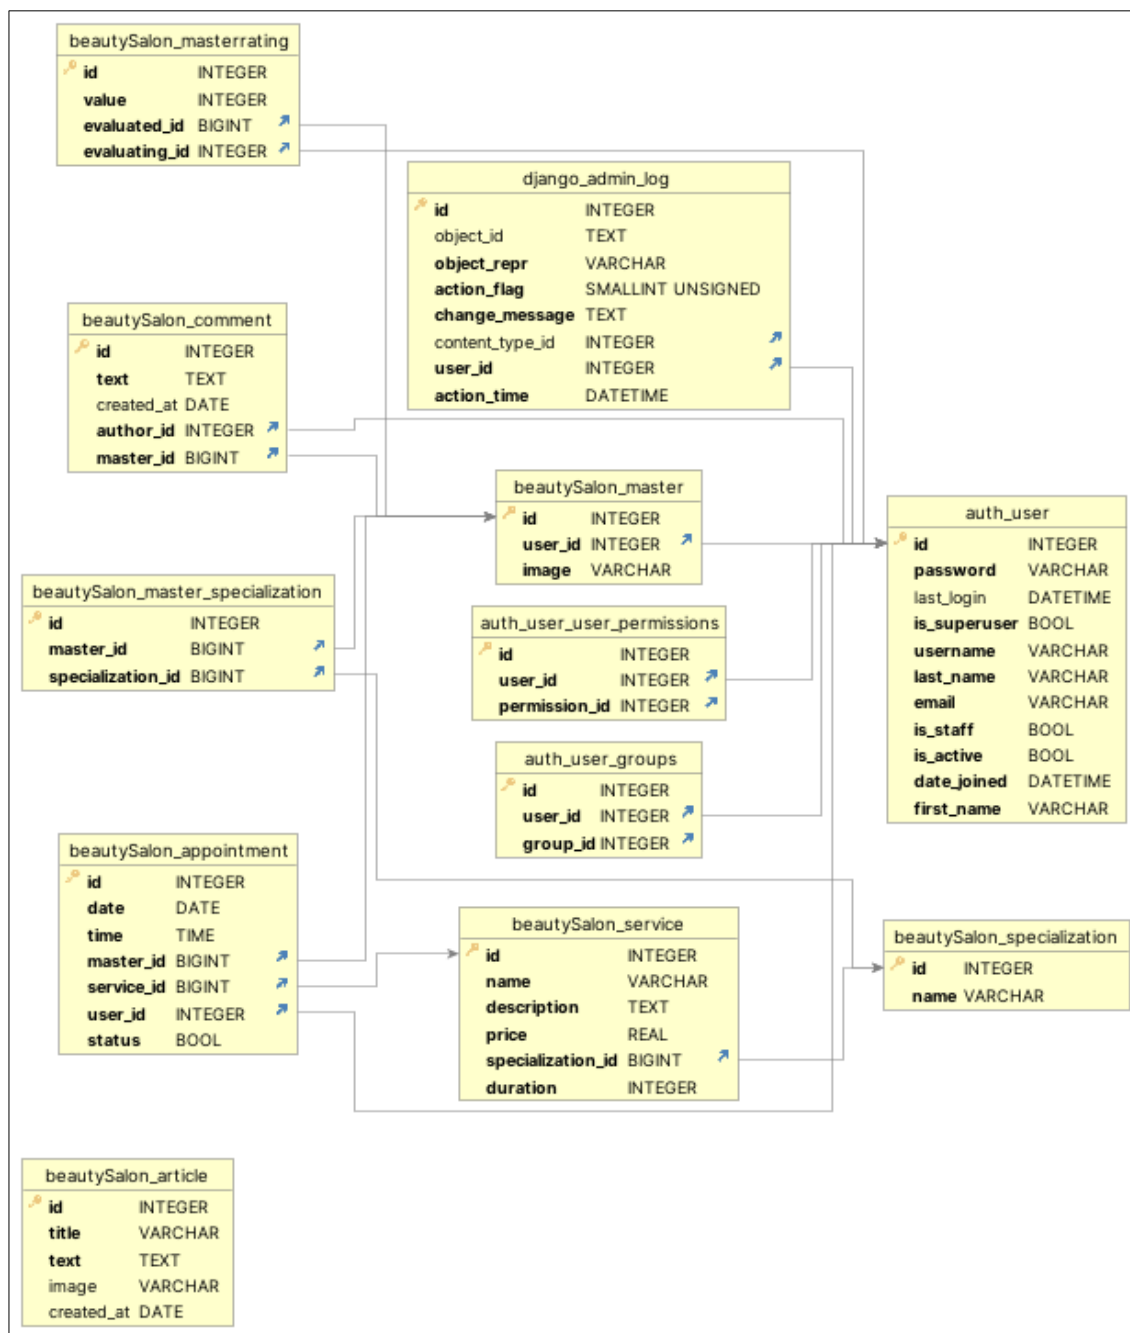 beautySalon_masterrating
id INTEGER
value INTEGER
evaluated_id BIGINT
evaluating_id INTEGER
django_admin_log
id INTEGER
object_id TEXT
object_repr VARCHAR
action_flag SMALLINT UNSIGNED
change_message TEXT
content_type_id INTEGER
user_id INTEGER
action_time DATETIME
beautySalon_comment
id INTEGER
text TEXT
created_at DATE
author_id INTEGER
master_id BIGINT
beautySalon_master
id INTEGER
user_id INTEGER
image VARCHAR
auth_user
id INTEGER
password VARCHAR
last_login DATETIME
is_superuser BOOL
username VARCHAR
last_name VARCHAR
email VARCHAR
is_staff BOOL
is_active BOOL
date_joined DATETIME
first_name VARCHAR
beautySalon_master_specialization
id INTEGER
master_id BIGINT
specialization_id BIGINT
auth_user_user_permissions
id INTEGER
user_id INTEGER
permission_id INTEGER
auth_user_groups
id INTEGER
user_id INTEGER
group_id INTEGER
beautySalon_appointment
id INTEGER
date DATE
time TIME
master_id BIGINT
service_id BIGINT
user_id INTEGER
status BOOL
beautySalon_service
id INTEGER
name VARCHAR
description TEXT
price REAL
specialization_id BIGINT
duration INTEGER
beautySalon_specialization
id INTEGER
name VARCHAR
beautySalon_article
id INTEGER
title VARCHAR
text TEXT
image VARCHAR
created_at DATE